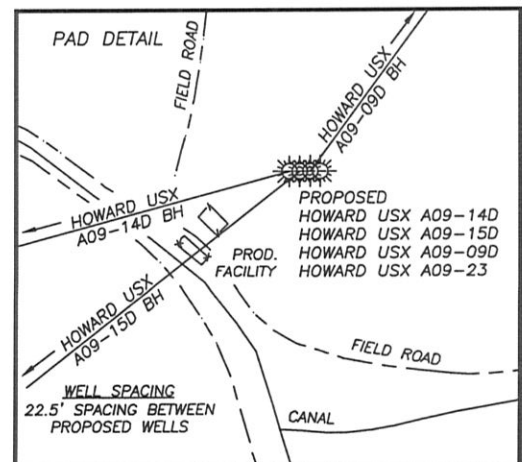 PAD DETAIL
FIELD ROAD
HOWARD USX
A09-09D BH
HOWARD USX
A09-14D BH
PROPOSED
HOWARD USX A09-14D
HOWARD USX A09-15D
HOWARD USX A09-09D
HOWARD USX A09-23
PROD.
FACILITY
HOWARD USX
A09-15D BH
FIELD ROAD
WELL SPACING
22.5' SPACING BETWEEN
PROPOSED WELLS
CANAL